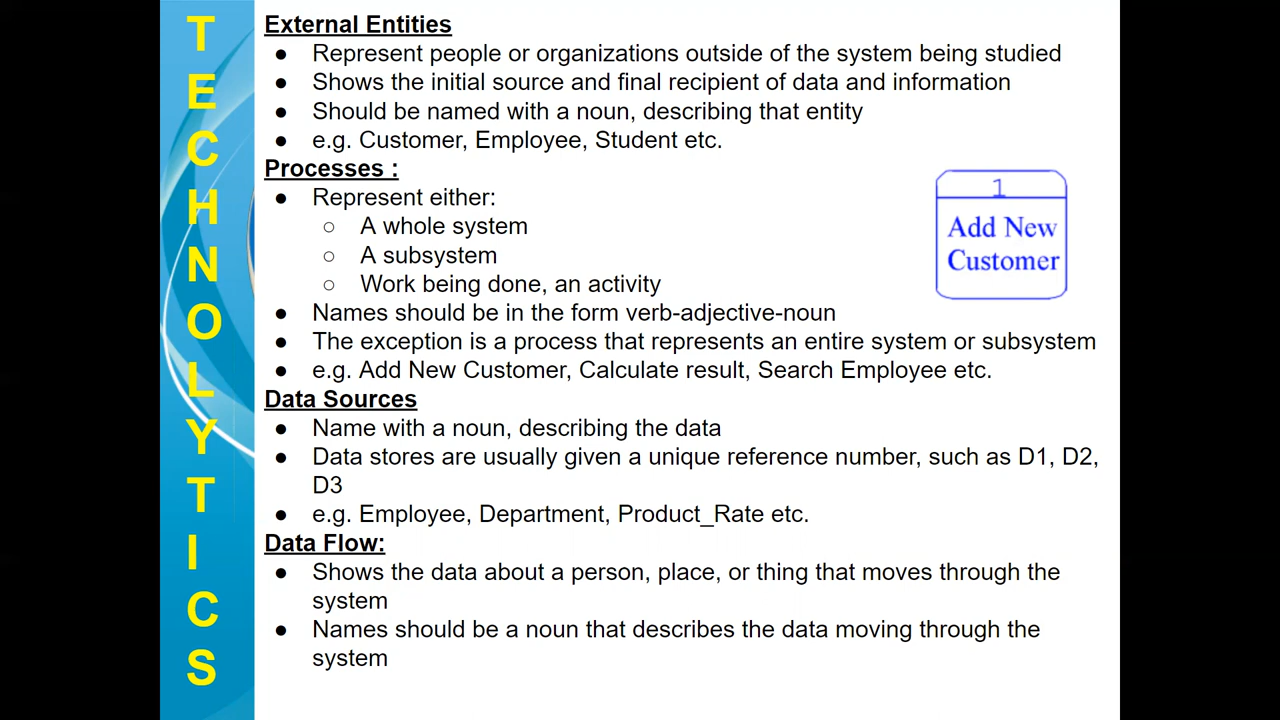 TECHNOLYTICS
External Entities
● Represent people or organizations outside of the system being studied
● Shows the initial source and final recipient of data and information
● Should be named with a noun, describing that entity
● e.g. Customer, Employee, Student etc.
Processes :
● Represent either:
○ A whole system
○ A subsystem
○ Work being done, an activity
● Names should be in the form verb-adjective-noun
● The exception is a process that represents an entire system or subsystem
● e.g. Add New Customer, Calculate result, Search Employee etc.
1
Add New
Customer
Data Sources
● Name with a noun, describing the data
● Data stores are usually given a unique reference number, such as D1, D2,
D3
● e.g. Employee, Department, Product_Rate etc.
Data Flow:
● Shows the data about a person, place, or thing that moves through the
system
● Names should be a noun that describes the data moving through the
system